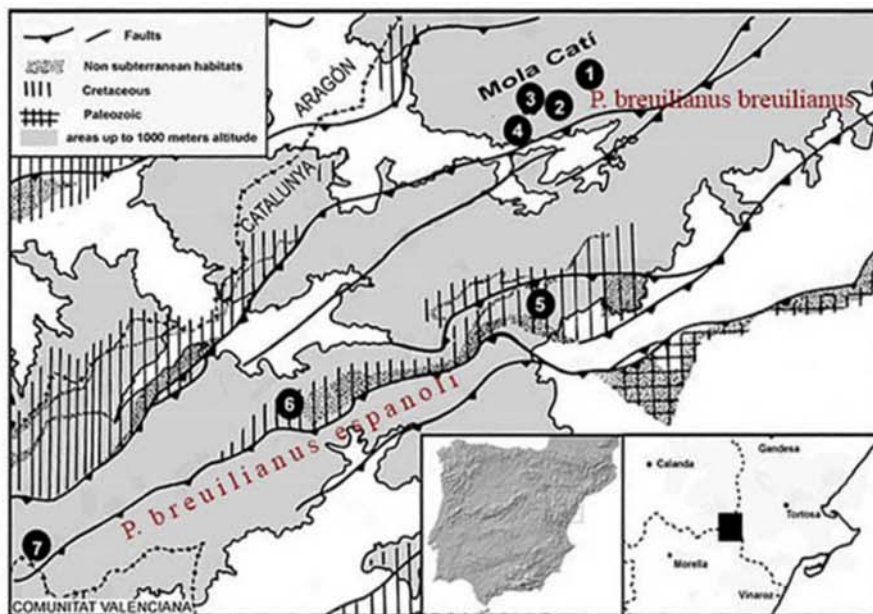 Faults
Non subterranean habitats
Cretaceous
Paleozoic
areas up to 1000 meters altitude
ARAGÓN
CATALUNYA
Mola Catí
1
3
2
P. breuilianus breuilianus
4
5
6
P. breuilianus espanoli
7
COMUNITAT VALENCIANA
Gandesa
Calanda
Tortosa
Morella
Vinaroz